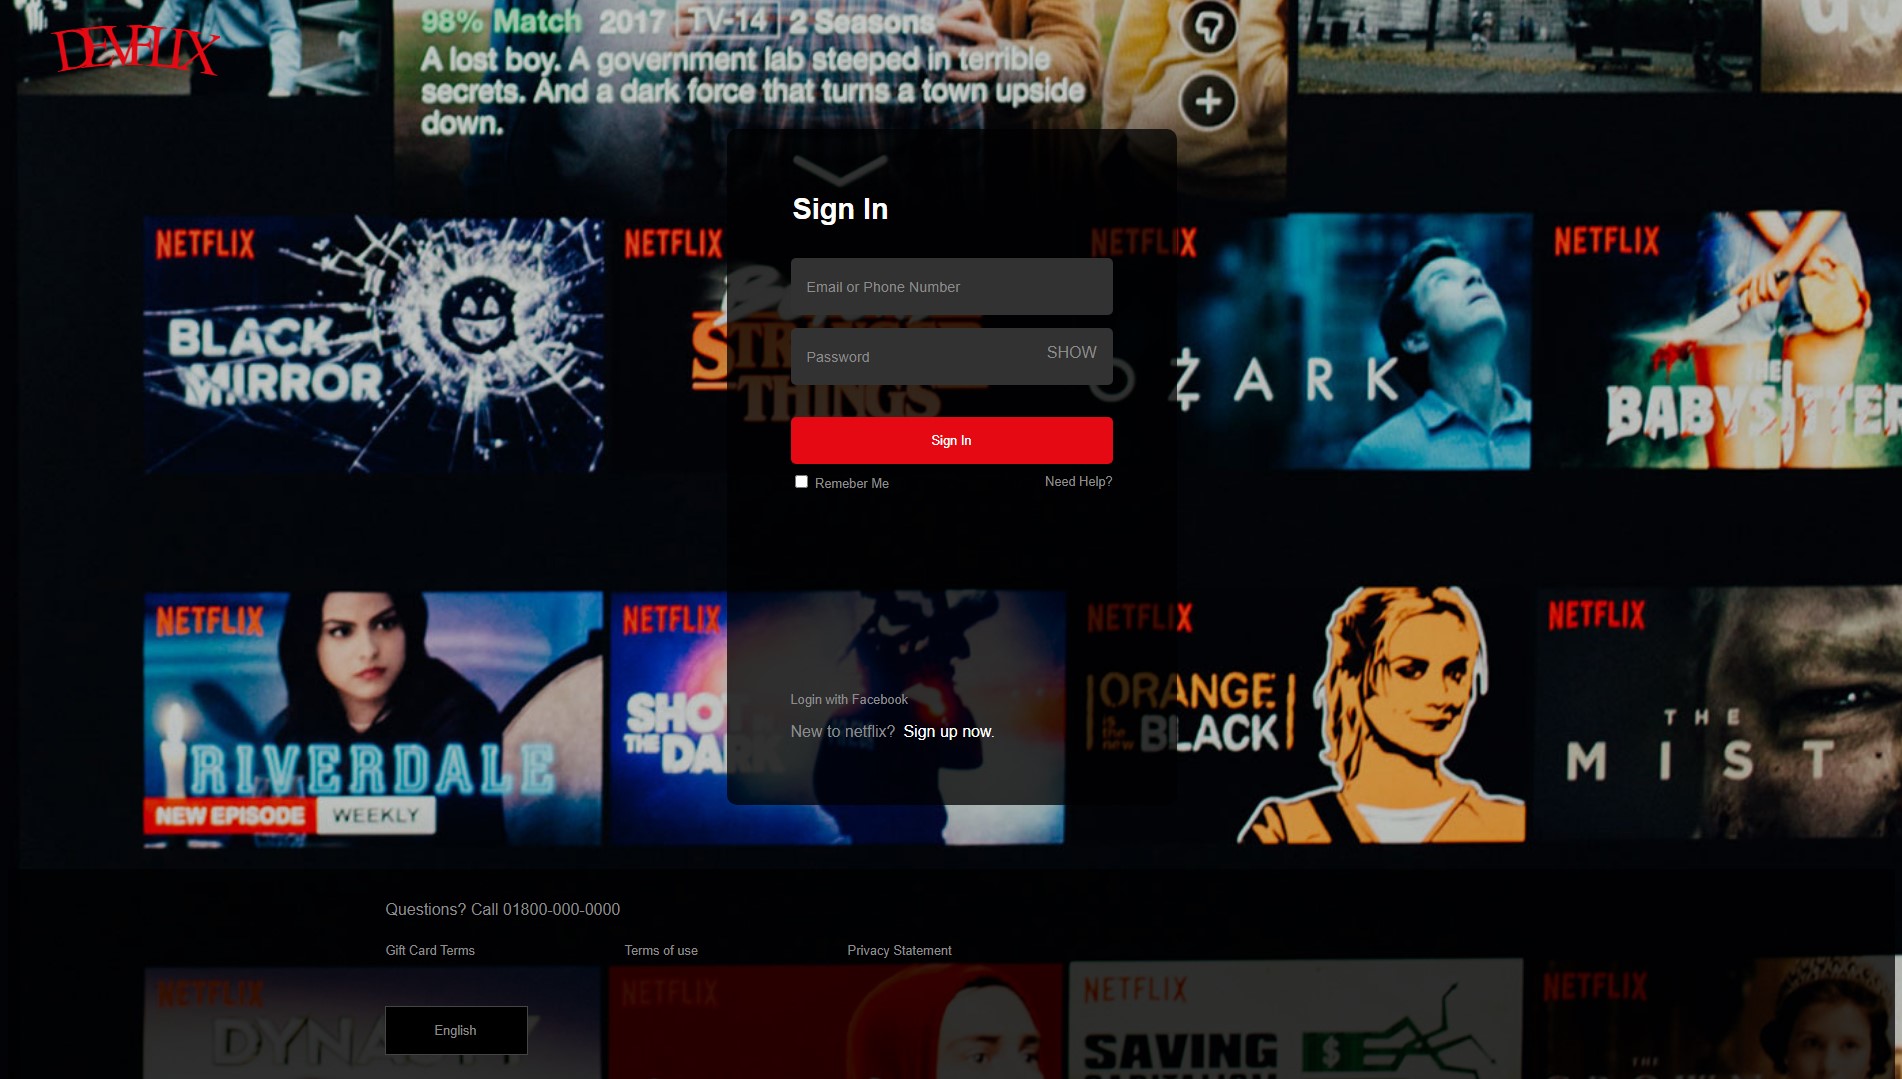 DEVFLIX
98% Match 2017 TV-14 2 Seasons
A lost boy. A government lab steeped in terrible
secrets. And a dark force that turns a town upside
down.
Sign In
Email or Phone Number
Password SHOW
Sign In
Remeber Me Need Help?
NETFLIX
BLACK
MIRROR
NETFLIX
Beyond
STRANGER
THINGS
NETFLIX
OZARK
NETFLIX
THE
BABYSITTER
NETFLIX
RIVERDALE
NEW EPISODE WEEKLY
NETFLIX
SHOT
IN THE DARK
Login with Facebook
New to netflix? Sign up now.
NETFLIX
ORANGE
is the new BLACK
NETFLIX
THE
MIST
Questions? Call 01800-000-0000
Gift Card Terms Terms of use Privacy Statement
English
NETFLIX
DYNASTY
NETFLIX
NETFLIX
SAVING
CAPITALISM
NETFLIX
THE